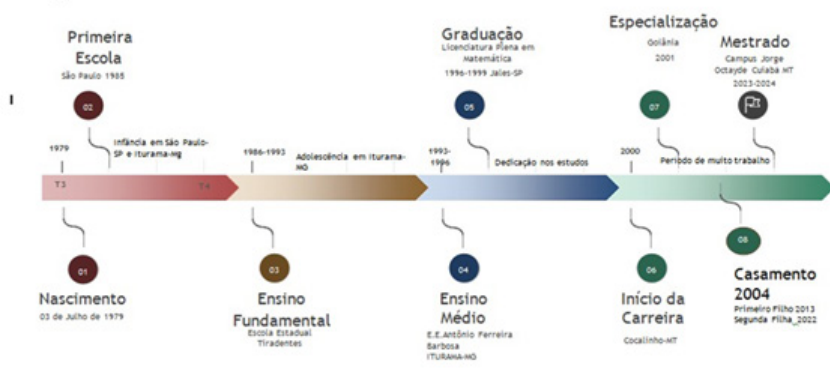 Primeira
Escola
São Paulo 1985
02
Graduação
Licenciatura Plena em
Matemática
1996-1999 Jales-SP
05
Especialização
Goiânia
2001
07
Mestrado
Campus Jorge
Octayde Cuiaba MT
2023-2024
I
1979
Infância em São Paulo-
SP e Iturama-Mg
1986-1993
Adolescência em Iturama-
MG
1993-
1996
Dedicação nos estudos
2000
Período de muito trabalho
T3
T4
01
Nascimento
03 de Julho de 1979
03
Ensino
Fundamental
Escola Estadual
Tiradentes
04
Ensino
Médio
E.E.Antônio Ferreira
Barbosa
ITURAMA-MG
06
Início da
Carreira
Cocalinho-MT
08
Casamento
2004
Primeiro Filho 2013
Segunda Filha_2022